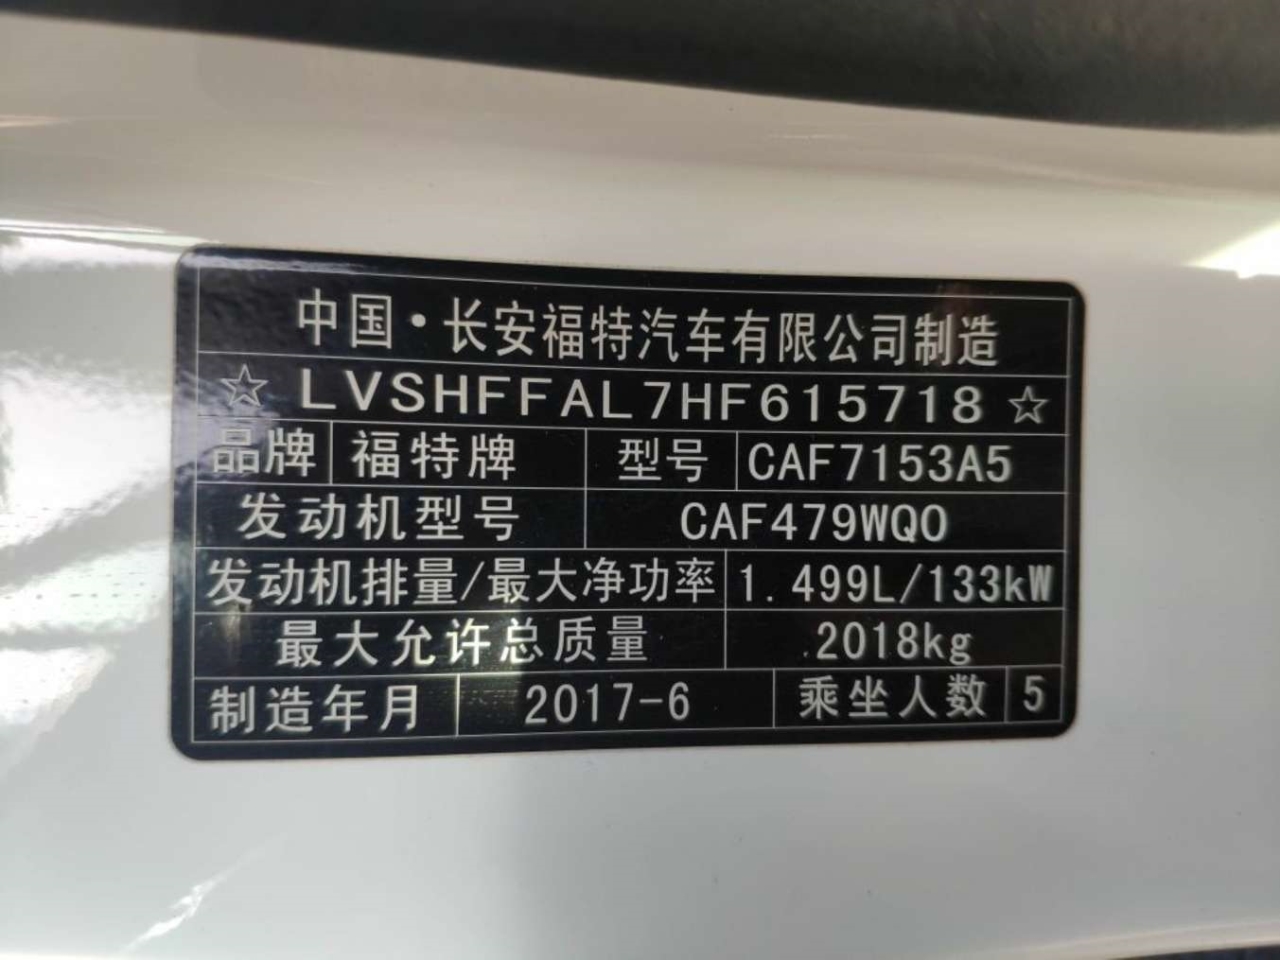 中国·长安福特汽车有限公司制造
☆LVSHFFAL7HF615718☆
品牌 福特牌 型号 CAF7153A5
发动机型号 CAF479WQ0
发动机排量/最大净功率 1.499L/133kW
最大允许总质量 2018kg
制造年月 2017-6 乘坐人数 5